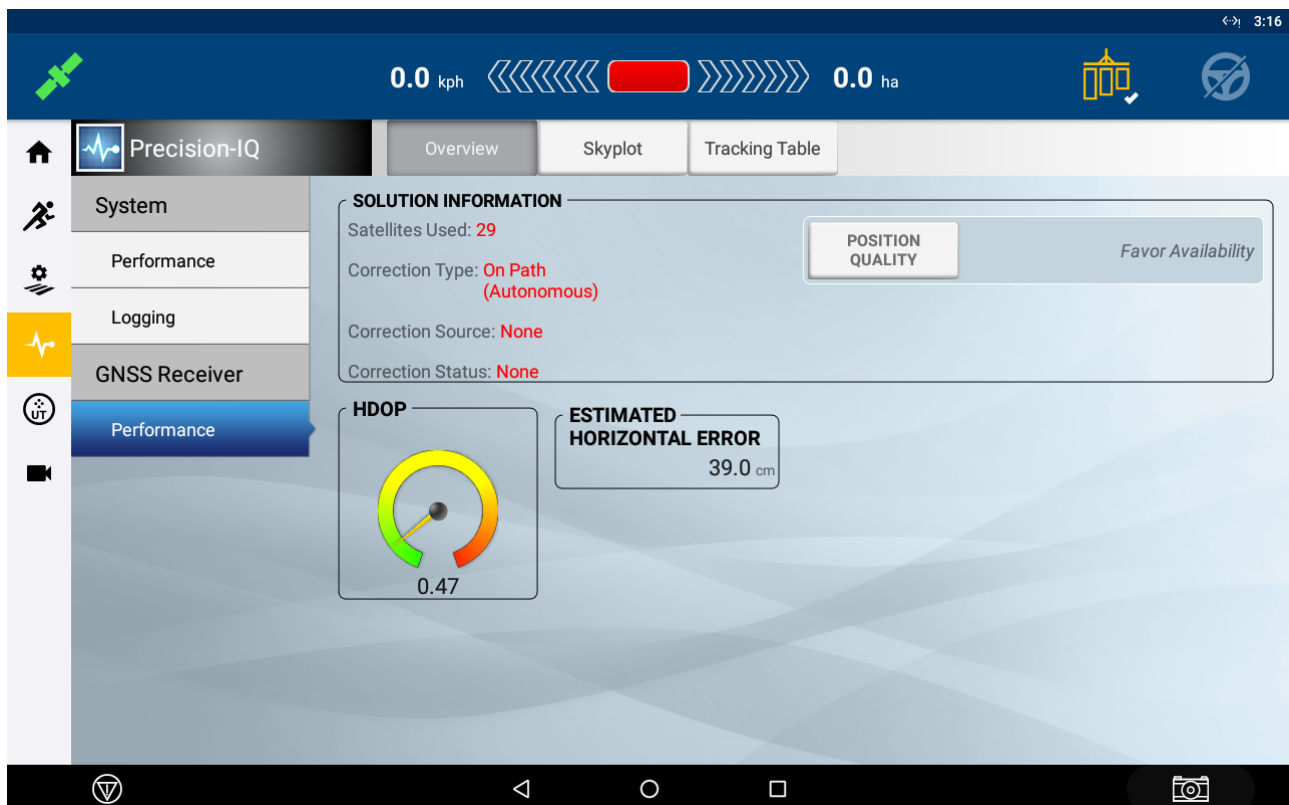 3:16
0.0 kph
0.0 ha
Precision-IQ
Overview
Skyplot
Tracking Table
System
Performance
Logging
GNSS Receiver
Performance
UT
SOLUTION INFORMATION
Satellites Used: 29
Correction Type: On Path
(Autonomous)
Correction Source: None
Correction Status: None
POSITION
QUALITY
Favor Availability
HDOP
0.47
ESTIMATED
HORIZONTAL ERROR
39.0 cm